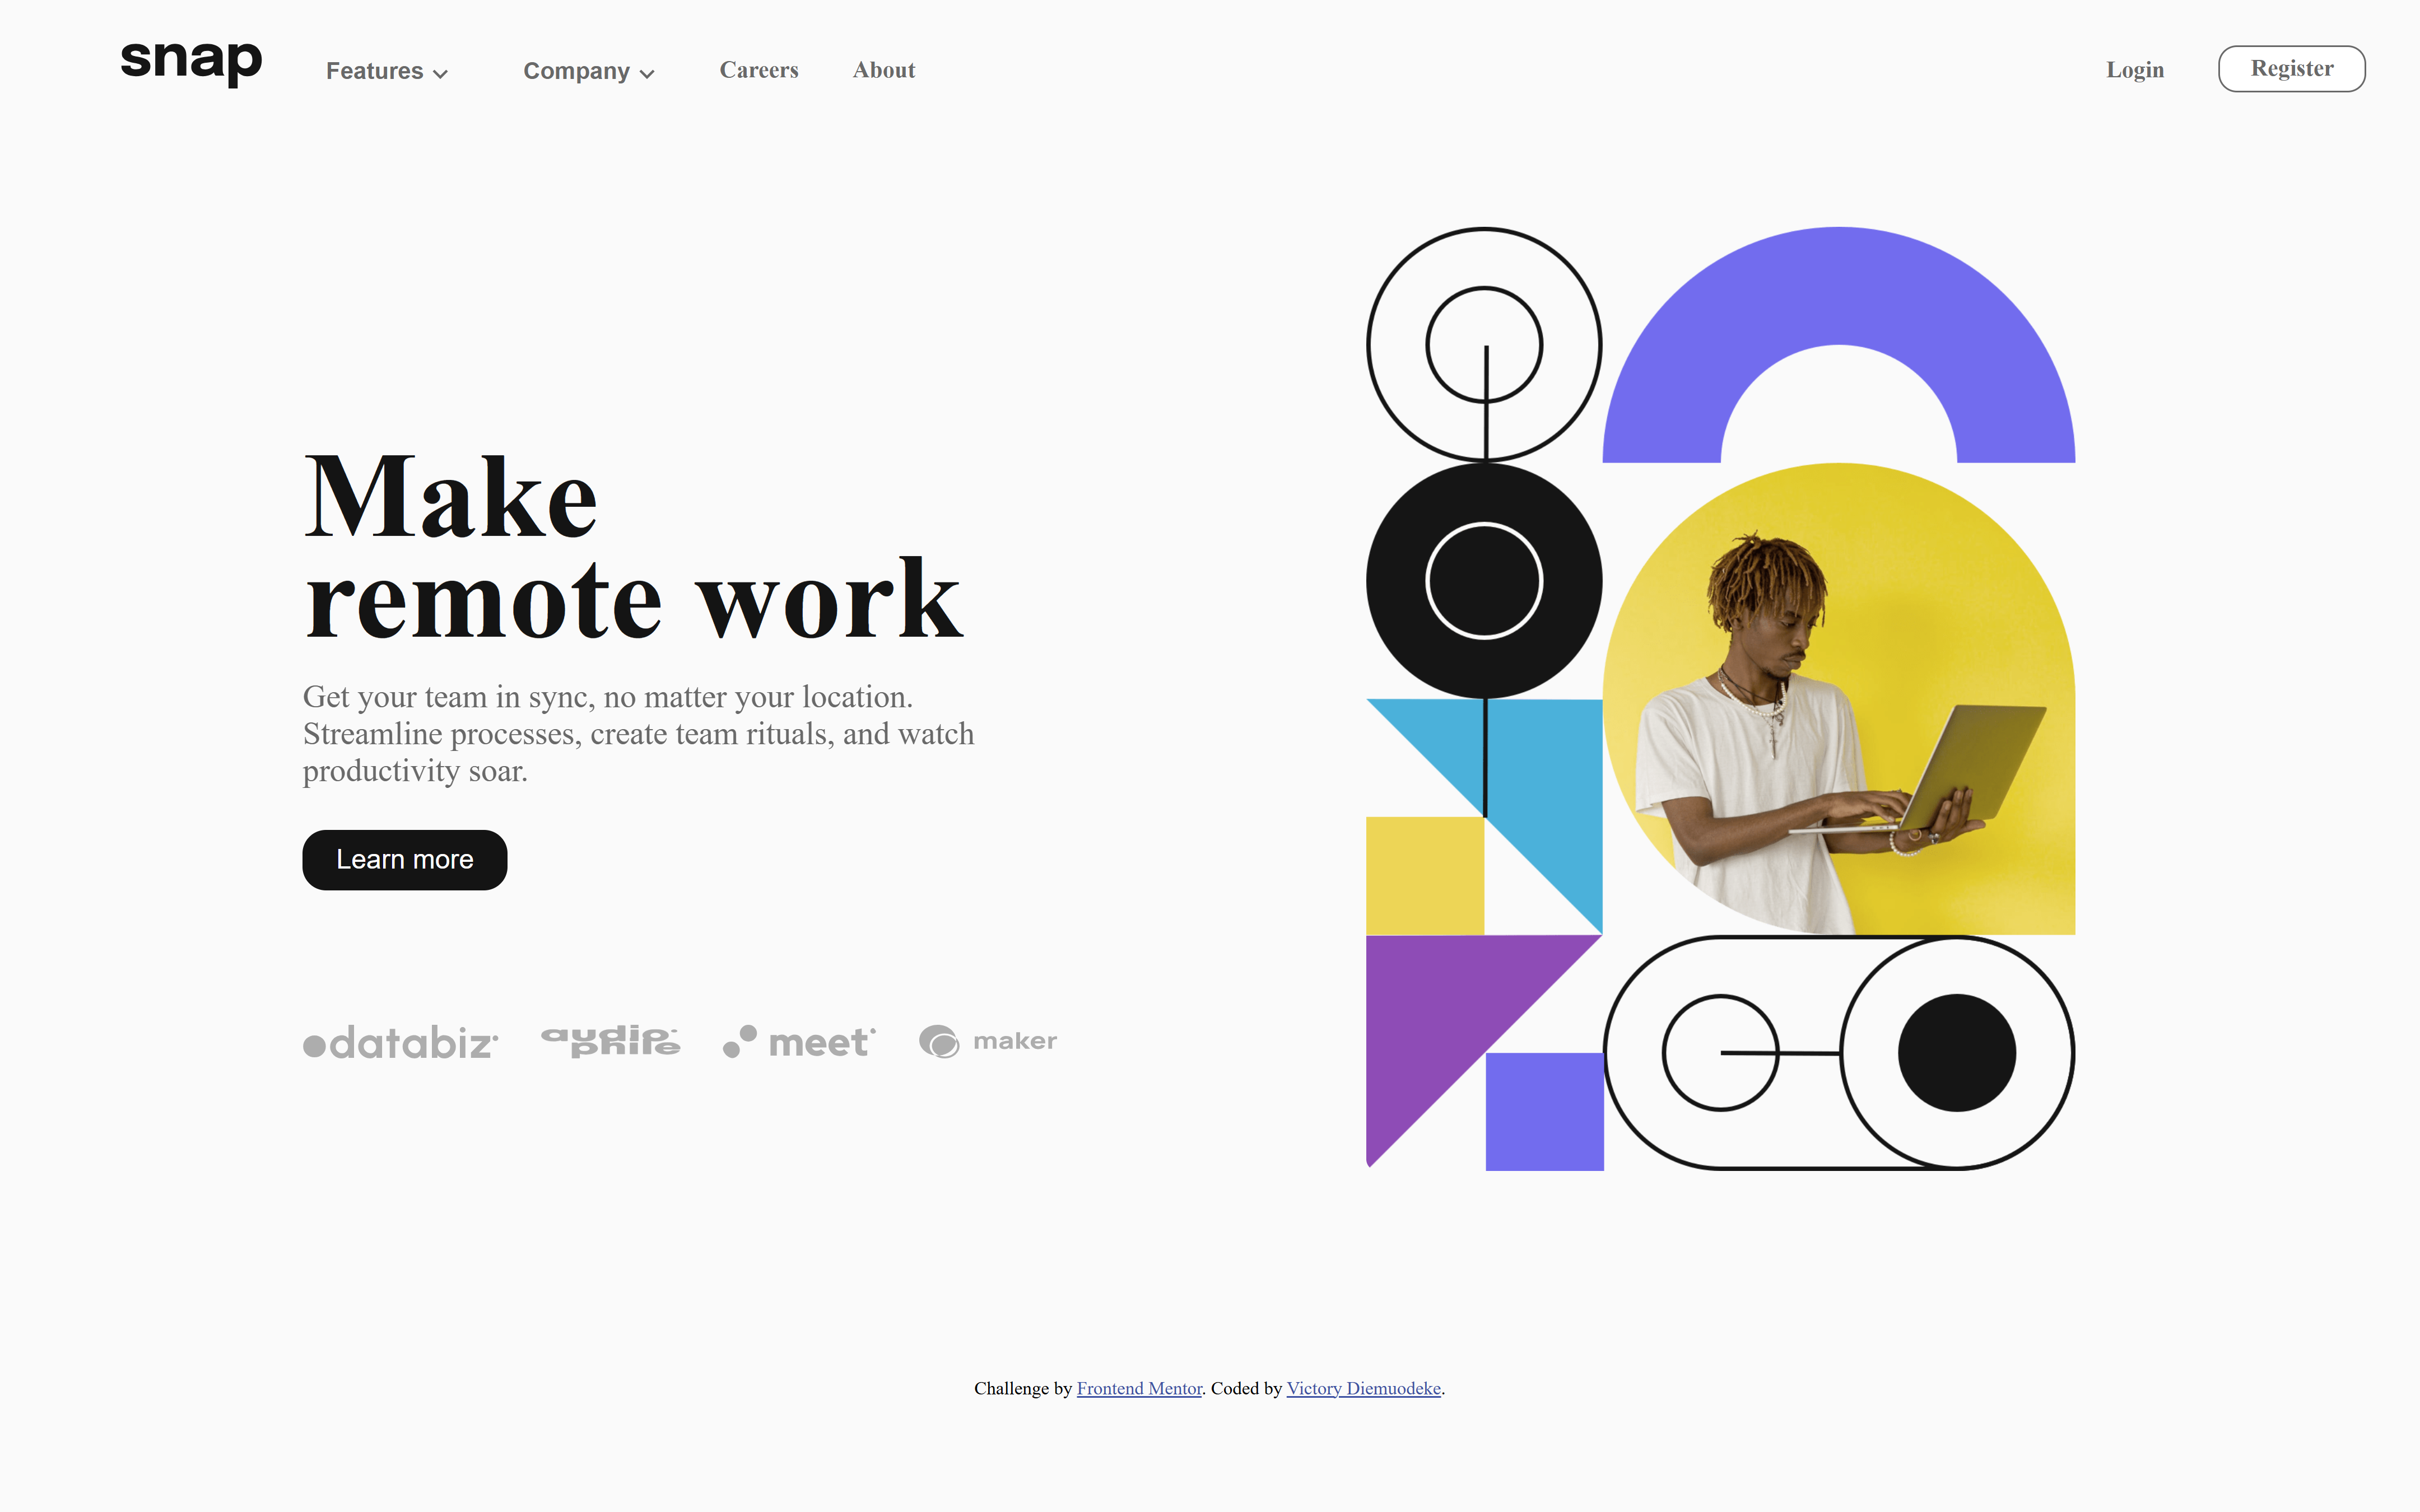 snap
Features
Company
Careers
About
Login
Register
Make
remote work
Get your team in sync, no matter your location.
Streamline processes, create team rituals, and watch
productivity soar.
Learn more
databiz
audio
phile
meet
maker
Challenge by Frontend Mentor. Coded by Victory Diemuodeke.